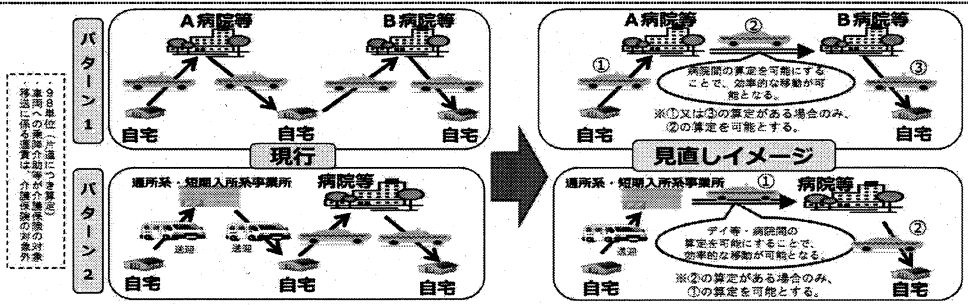 98単位（片道につき算定）
車両への乗降介助等が介護保険の対象
移送に係る運賃は、介護保険の対象外
パターン1
A病院等
B病院等
自宅
自宅
自宅
現行
パターン2
通所系・短期入所系事業所
病院等
送迎
送迎
自宅
自宅
自宅
A病院等
②
B病院等
①
③
病院間の算定を可能にする
ことで、効率的な移動が可
能となる。
自宅
※①又は③の算定がある場合のみ、
②の算定を可能とする。
自宅
見直しイメージ
通所系・短期入所系事業所
①
病院等
送迎
デイ等・病院間の
算定を可能にすることで、
効率的な移動が可能となる。
②
自宅
※②の算定がある場合のみ、
①の算定を可能とする。
自宅